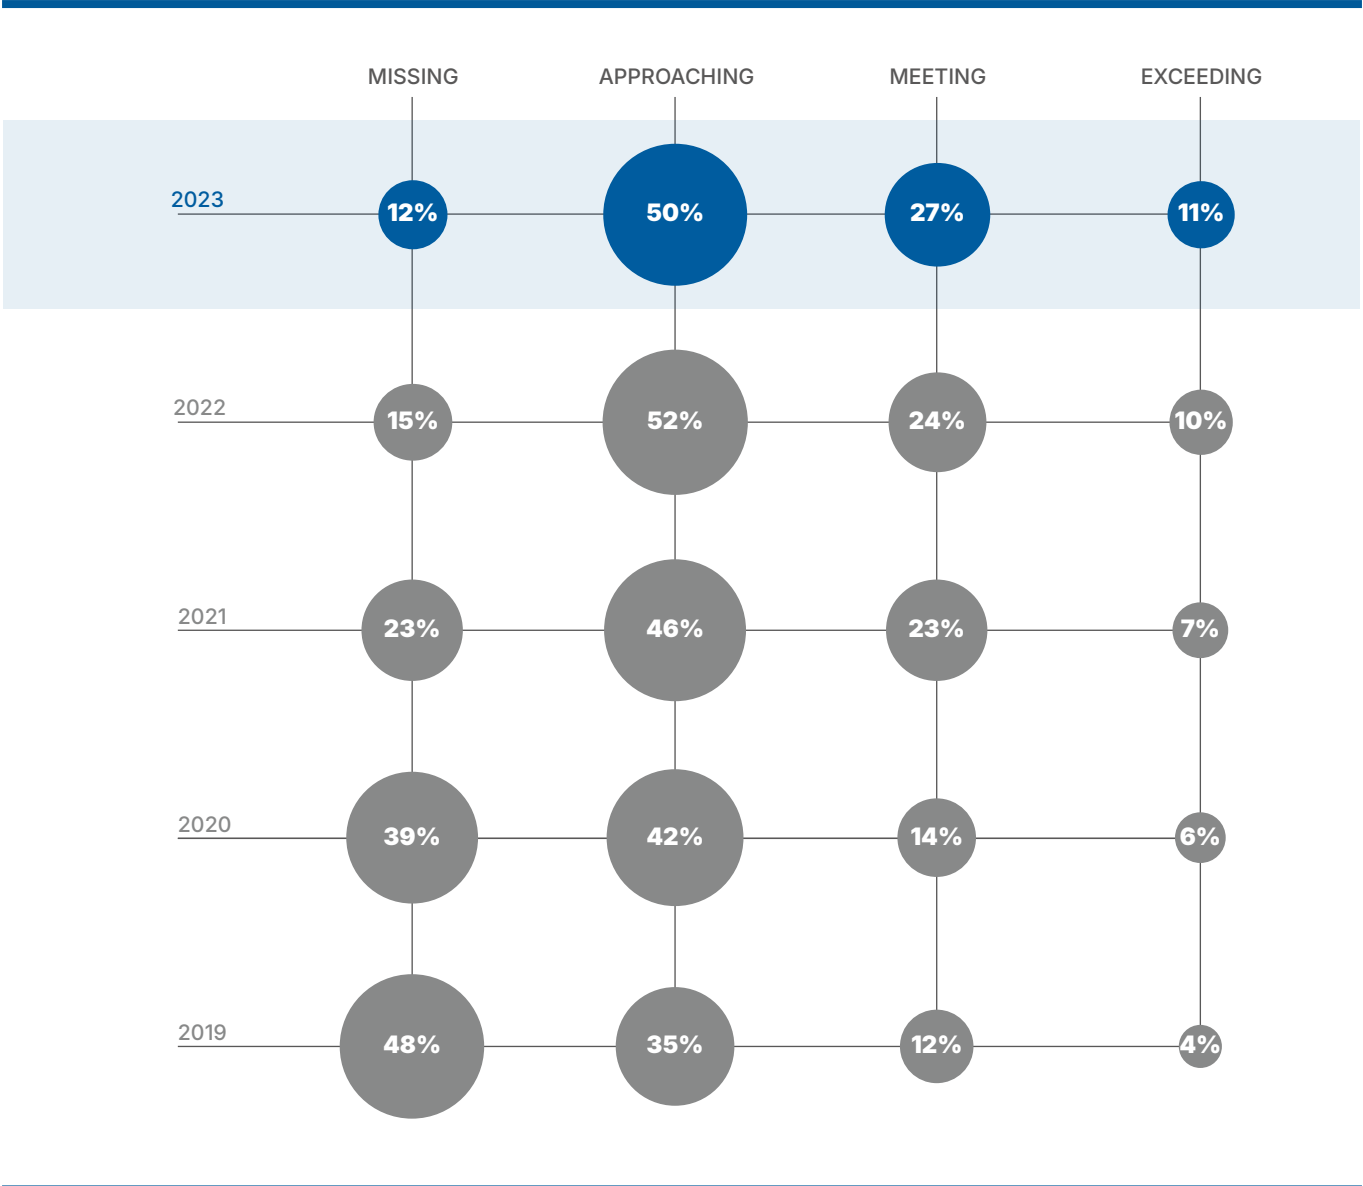 MISSING APPROACHING MEETING EXCEEDING
2023 12% 50% 27% 11%
2022 15% 52% 24% 10%
2021 23% 46% 23% 7%
2020 39% 42% 14% 6%
2019 48% 35% 12% 4%